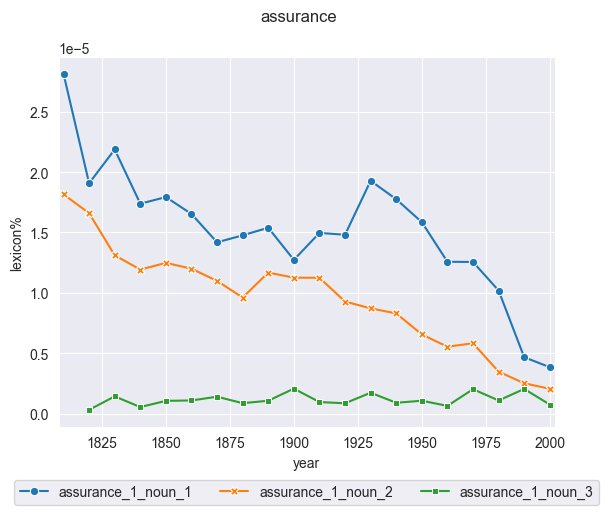 assurance
1e−5
2.5
2.0
1.5
1.0
0.5
0.0
lexicon%
1825 1850 1875 1900 1925 1950 1975 2000
year
assurance_1_noun_1 assurance_1_noun_2 assurance_1_noun_3